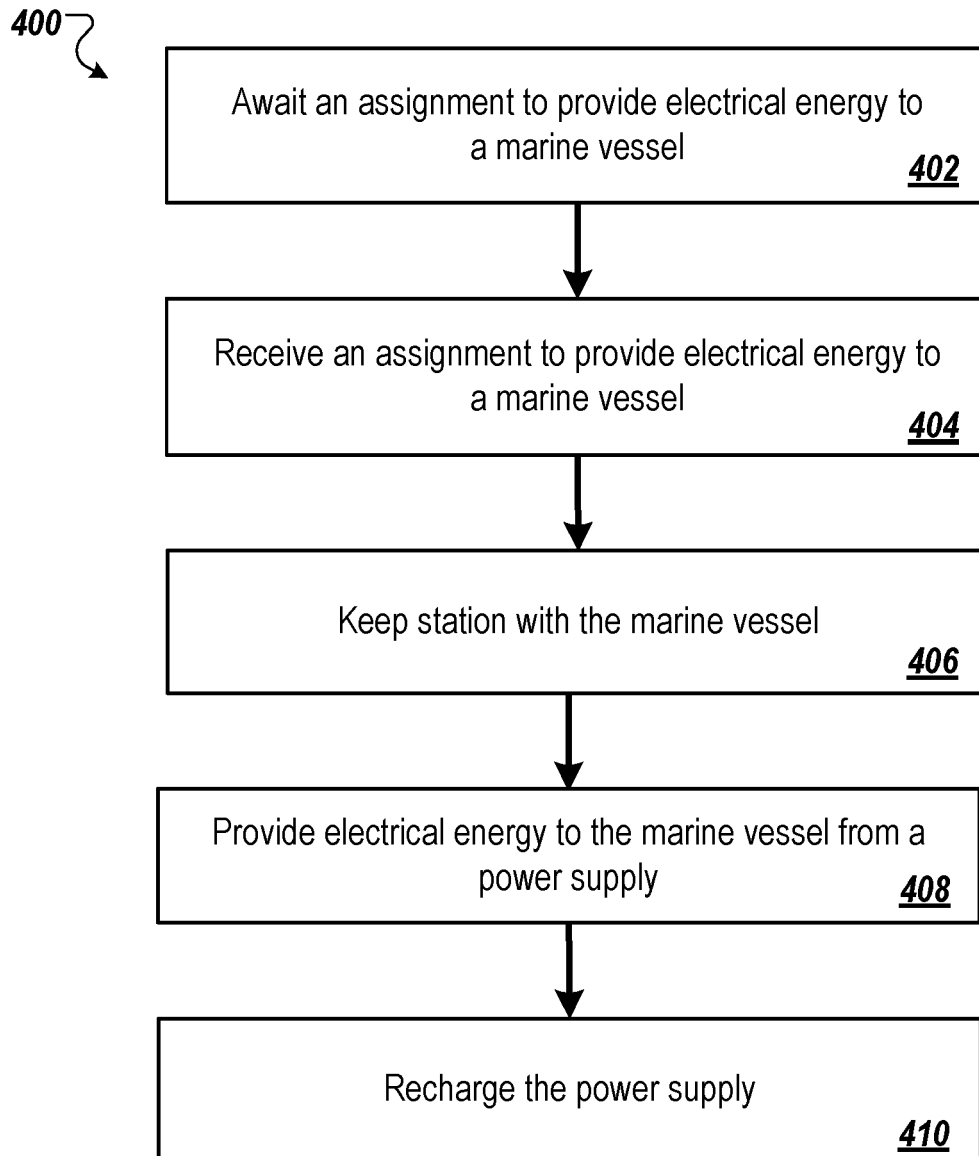 400
Await an assignment to provide electrical energy to
a marine vessel
402
Receive an assignment to provide electrical energy to
a marine vessel
404
Keep station with the marine vessel
406
Provide electrical energy to the marine vessel from a
power supply
408
Recharge the power supply
410